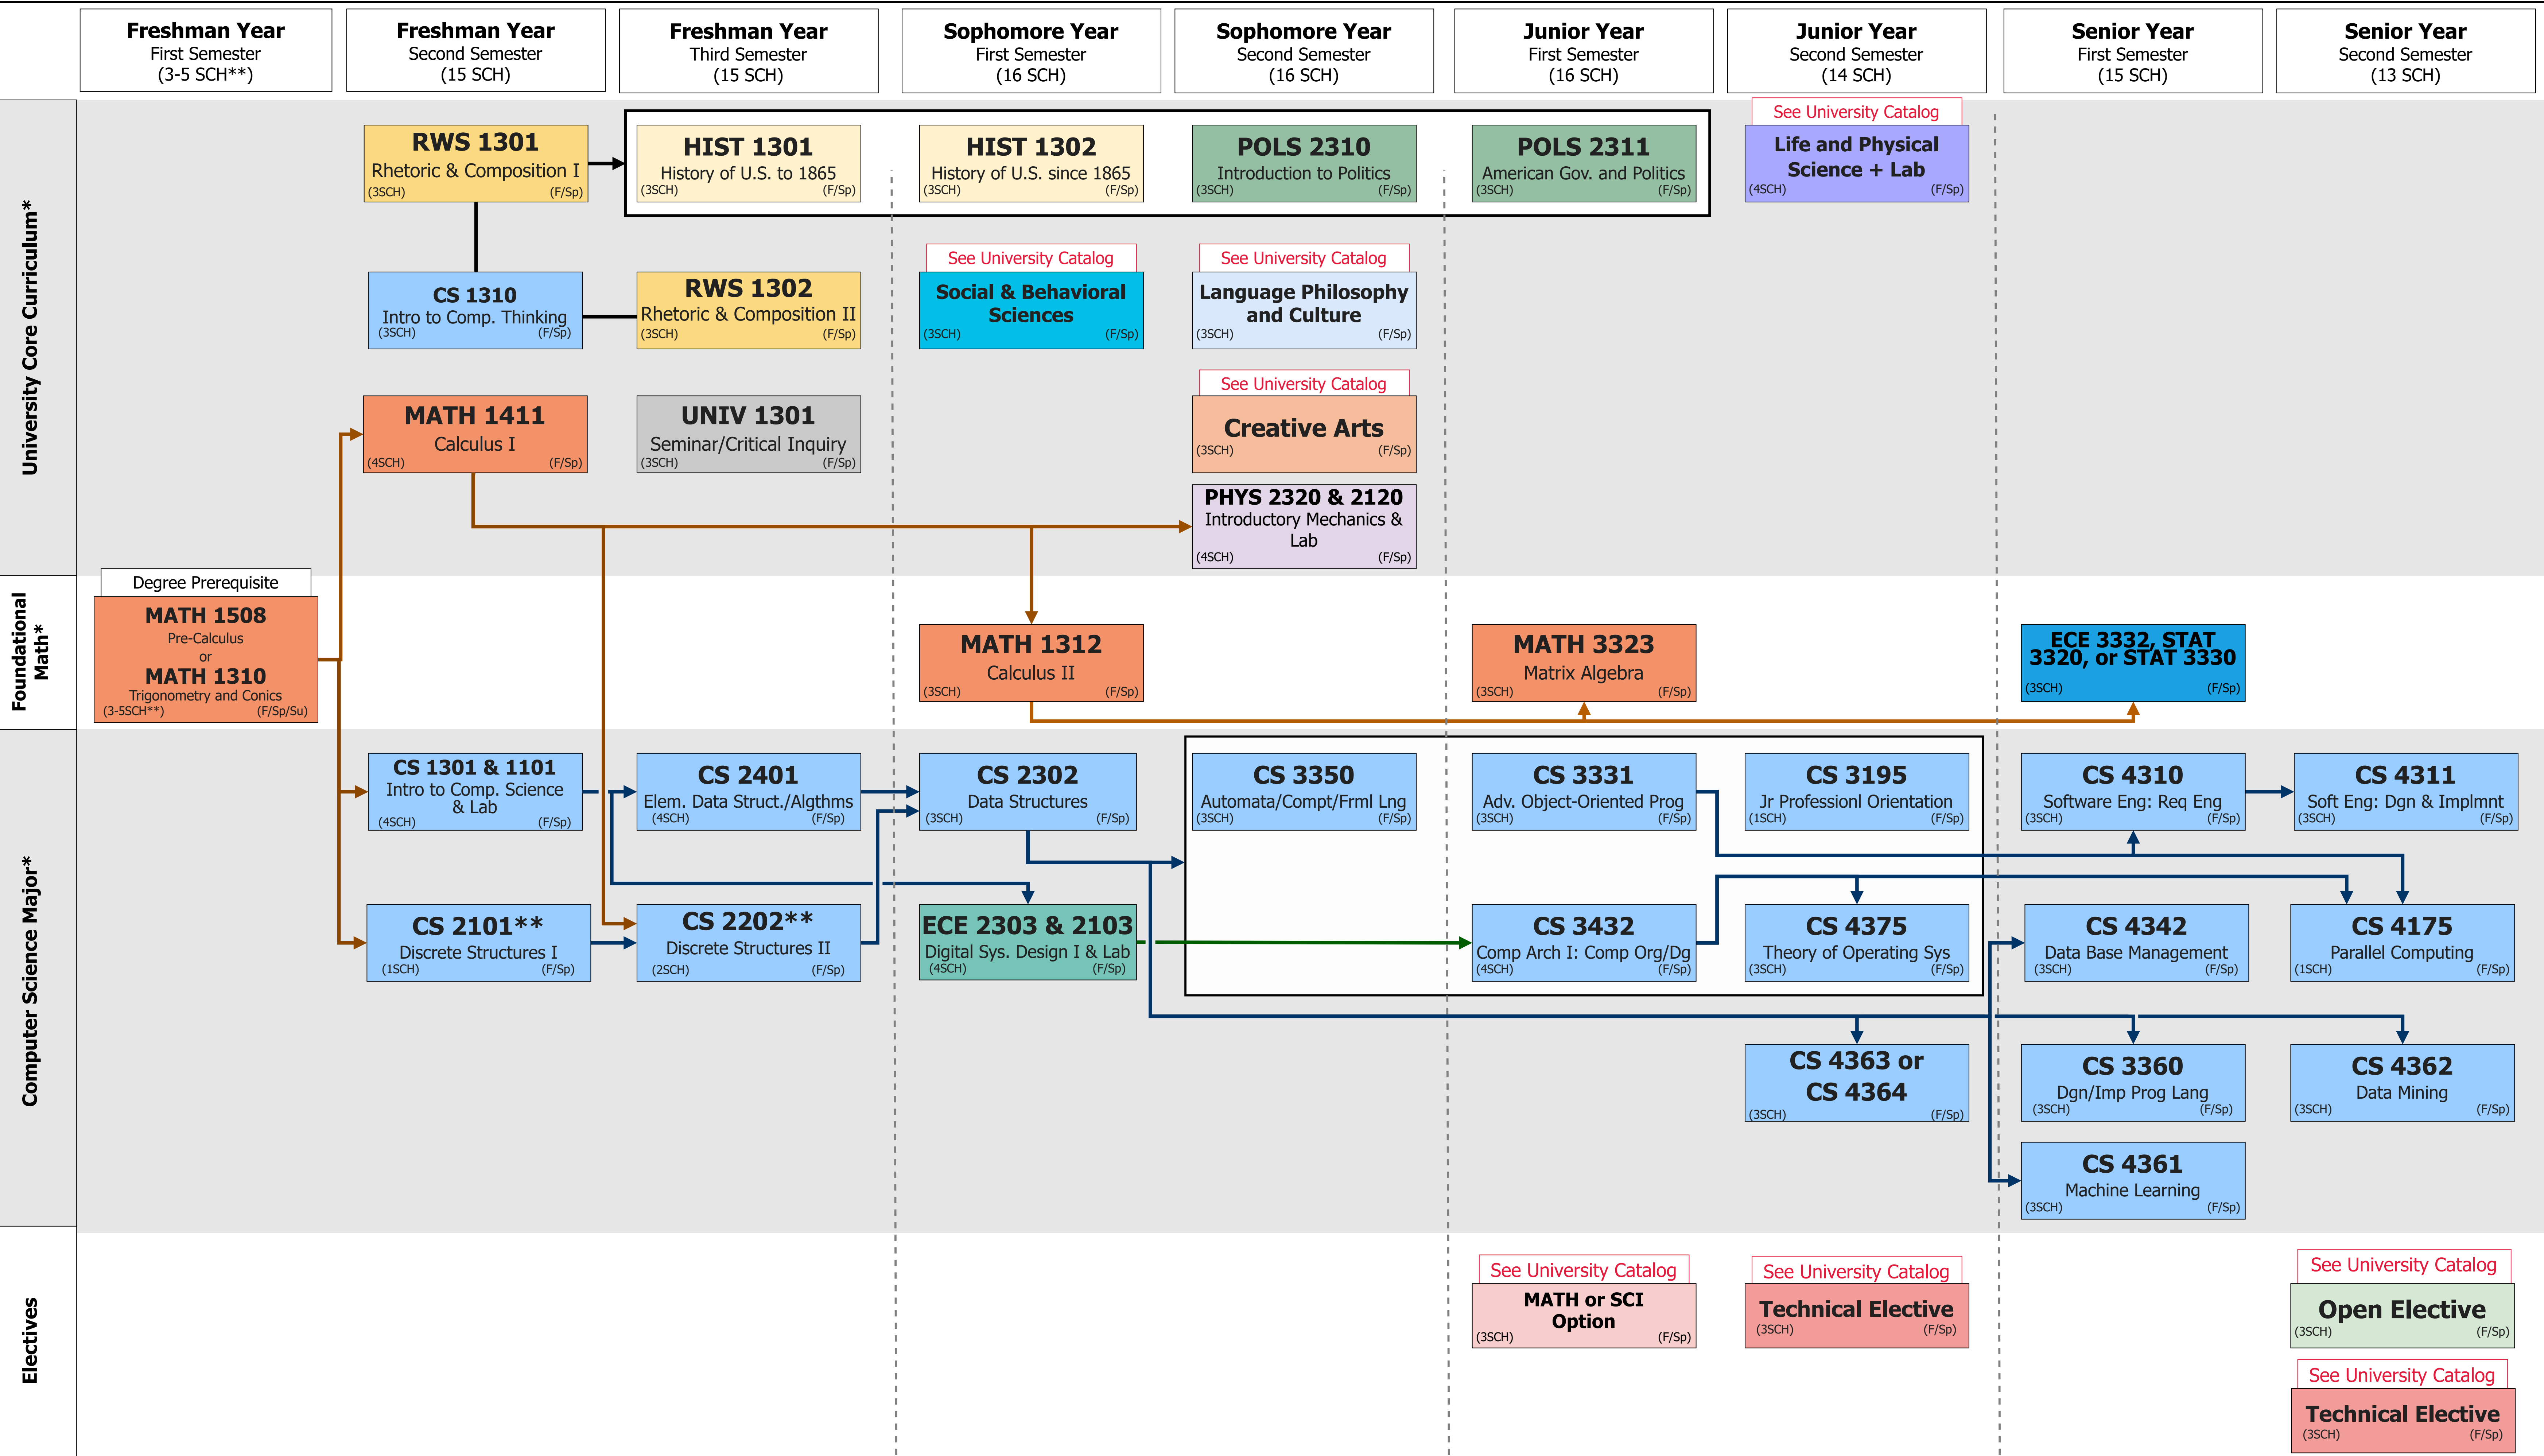 Freshman Year
First Semester
(3-5 SCH**)
Freshman Year
Second Semester
(15 SCH)
Freshman Year
Third Semester
(15 SCH)
Sophomore Year
First Semester
(16 SCH)
Sophomore Year
Second Semester
(16 SCH)
Junior Year
First Semester
(16 SCH)
Junior Year
Second Semester
(14 SCH)
Senior Year
First Semester
(15 SCH)
Senior Year
Second Semester
(13 SCH)
University Core Curriculum*
RWS 1301
Rhetoric & Composition I
(3SCH) (F/Sp)
HIST 1301
History of U.S. to 1865
(3SCH) (F/Sp)
HIST 1302
History of U.S. since 1865
(3SCH) (F/Sp)
POLS 2310
Introduction to Politics
(3SCH) (F/Sp)
POLS 2311
American Gov. and Politics
(3SCH) (F/Sp)
See University Catalog
Life and Physical
Science + Lab
(4SCH) (F/Sp)
CS 1310
Intro to Comp. Thinking
(3SCH) (F/Sp)
RWS 1302
Rhetoric & Composition II
(3SCH) (F/Sp)
See University Catalog
Social & Behavioral
Sciences
(3SCH) (F/Sp)
See University Catalog
Language Philosophy
and Culture
(3SCH) (F/Sp)
MATH 1411
Calculus I
(4SCH) (F/Sp)
UNIV 1301
Seminar/Critical Inquiry
(3SCH) (F/Sp)
See University Catalog
Creative Arts
(3SCH) (F/Sp)
PHYS 2320 & 2120
Introductory Mechanics &
Lab
(4SCH) (F/Sp)
Foundational
Math*
Degree Prerequisite
MATH 1508
Pre-Calculus
or
MATH 1310
Trigonometry and Conics
(3-5SCH**) (F/Sp/Su)
MATH 1312
Calculus II
(3SCH) (F/Sp)
MATH 3323
Matrix Algebra
(3SCH) (F/Sp)
ECE 3332, STAT
3320, or STAT 3330
(3SCH) (F/Sp)
Computer Science Major*
CS 1301 & 1101
Intro to Comp. Science
& Lab
(4SCH) (F/Sp)
CS 2401
Elem. Data Struct./Algthms
(4SCH) (F/Sp)
CS 2302
Data Structures
(3SCH) (F/Sp)
CS 3350
Automata/Compt/Frml Lng
(3SCH) (F/Sp)
CS 3331
Adv. Object-Oriented Prog
(3SCH) (F/Sp)
CS 3195
Jr Professionl Orientation
(1SCH) (F/Sp)
CS 4310
Software Eng: Req Eng
(3SCH) (F/Sp)
CS 4311
Soft Eng: Dgn & Implmnt
(3SCH) (F/Sp)
CS 2101**
Discrete Structures I
(1SCH) (F/Sp)
CS 2202**
Discrete Structures II
(2SCH) (F/Sp)
ECE 2303 & 2103
Digital Sys. Design I & Lab
(4SCH) (F/Sp)
CS 3432
Comp Arch I: Comp Org/Dg
(4SCH) (F/Sp)
CS 4375
Theory of Operating Sys
(3SCH) (F/Sp)
CS 4342
Data Base Management
(3SCH) (F/Sp)
CS 4175
Parallel Computing
(1SCH) (F/Sp)
CS 4363 or
CS 4364
(3SCH) (F/Sp)
CS 3360
Dgn/Imp Prog Lang
(3SCH) (F/Sp)
CS 4362
Data Mining
(3SCH) (F/Sp)
CS 4361
Machine Learning
(3SCH) (F/Sp)
Electives
See University Catalog
MATH or SCI
Option
(3SCH) (F/Sp)
See University Catalog
Technical Elective
(3SCH) (F/Sp)
See University Catalog
Open Elective
(3SCH) (F/Sp)
See University Catalog
Technical Elective
(3SCH) (F/Sp)